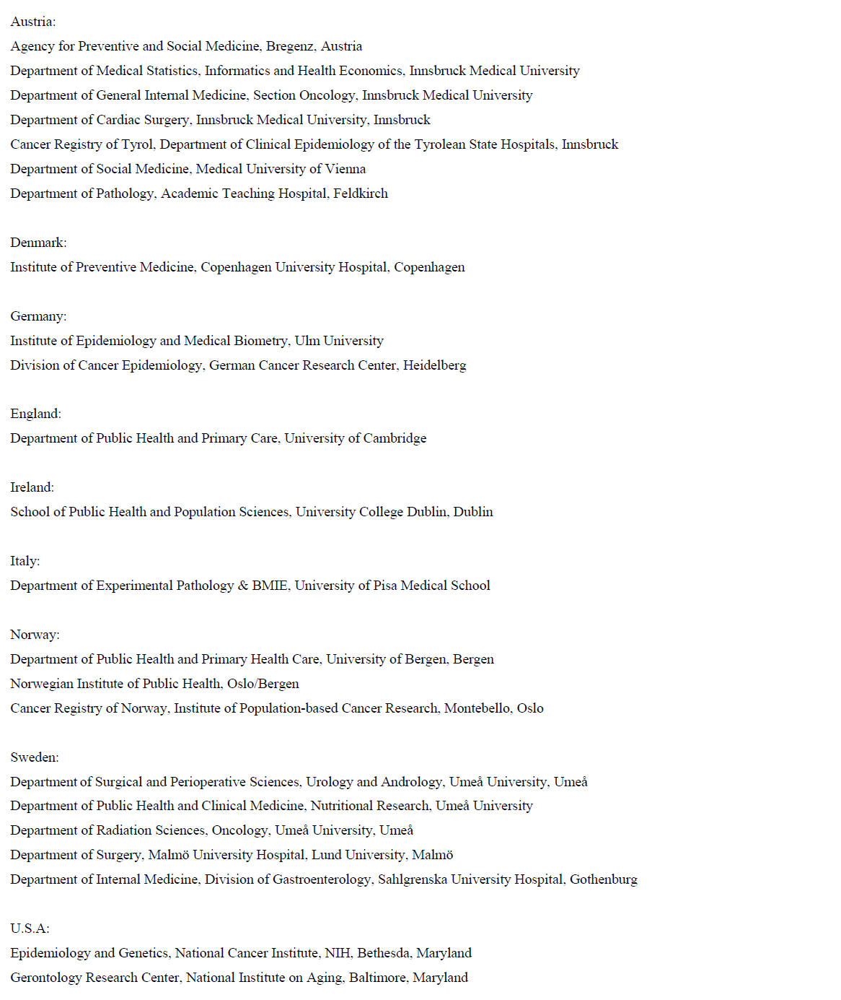 Austria:
Agency for Preventive and Social Medicine, Bregenz, Austria
Department of Medical Statistics, Informatics and Health Economics, Innsbruck Medical University
Department of General Internal Medicine, Section Oncology, Innsbruck Medical University
Department of Cardiac Surgery, Innsbruck Medical University, Innsbruck
Cancer Registry of Tyrol, Department of Clinical Epidemiology of the Tyrolean State Hospitals, Innsbruck
Department of Social Medicine, Medical University of Vienna
Department of Pathology, Academic Teaching Hospital, Feldkirch
Denmark:
Institute of Preventive Medicine, Copenhagen University Hospital, Copenhagen
Germany:
Institute of Epidemiology and Medical Biometry, Ulm University
Division of Cancer Epidemiology, German Cancer Research Center, Heidelberg
England:
Department of Public Health and Primary Care, University of Cambridge
Ireland:
School of Public Health and Population Sciences, University College Dublin, Dublin
Italy:
Department of Experimental Pathology & BMIE, University of Pisa Medical School
Norway:
Department of Public Health and Primary Health Care, University of Bergen, Bergen
Norwegian Institute of Public Health, Oslo/Bergen
Cancer Registry of Norway, Institute of Population-based Cancer Research, Montebello, Oslo
Sweden:
Department of Surgical and Perioperative Sciences, Urology and Andrology, Umeå University, Umeå
Department of Public Health and Clinical Medicine, Nutritional Research, Umeå University
Department of Radiation Sciences, Oncology, Umeå University, Umeå
Department of Surgery, Malmö University Hospital, Lund University, Malmö
Department of Internal Medicine, Division of Gastroenterology, Sahlgrenska University Hospital, Gothenburg
U.S.A:
Epidemiology and Genetics, National Cancer Institute, NIH, Bethesda, Maryland
Gerontology Research Center, National Institute on Aging, Baltimore, Maryland